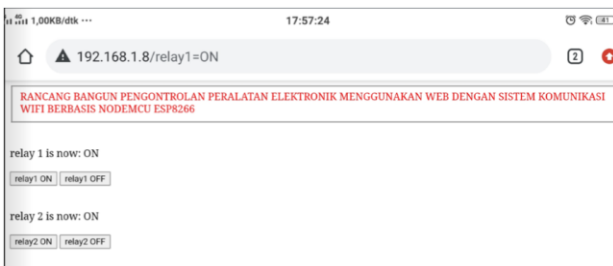 1,00KB/dtk ···
17:57:24
192.168.1.8/relay1=ON
2
RANCANG BANGUN PENGONTROLAN PERALATAN ELEKTRONIK MENGGUNAKAN WEB DENGAN SISTEM KOMUNIKASI
WIFI BERBASIS NODEMCU ESP8266
relay 1 is now: ON
relay1 ON relay1 OFF
relay 2 is now: ON
relay2 ON relay2 OFF